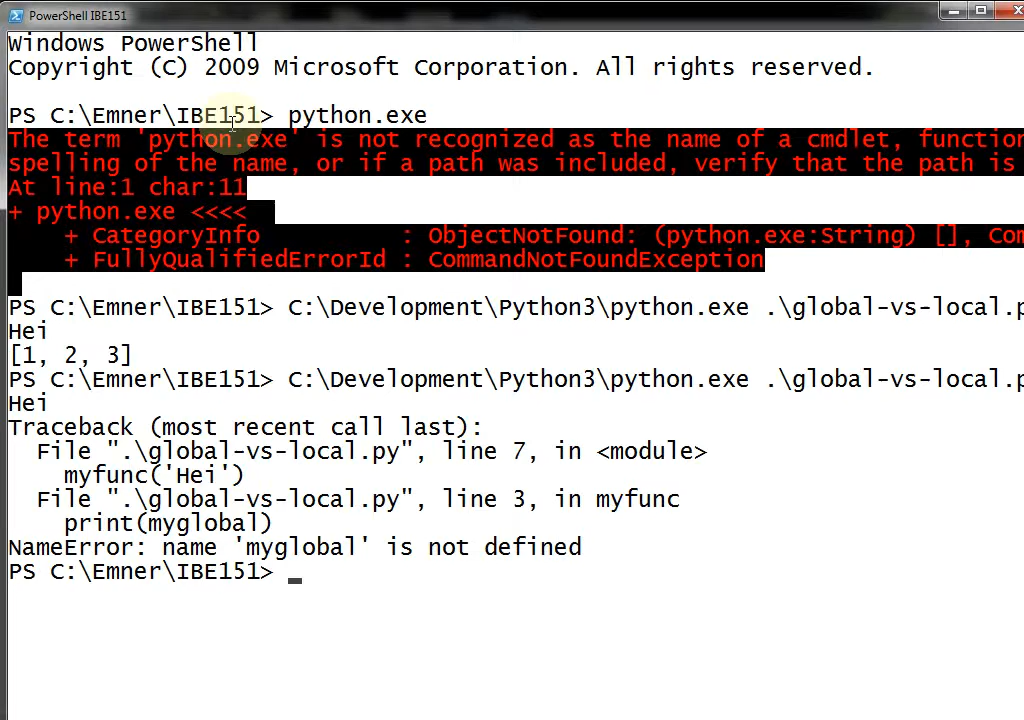 PowerShell IBE151
Windows PowerShell
Copyright (C) 2009 Microsoft Corporation. All rights reserved.
PS C:\Emner\IBE151> python.exe
The term 'python.exe' is not recognized as the name of a cmdlet, function
spelling of the name, or if a path was included, verify that the path is
At line:1 char:11
+ python.exe <<<<
+ CategoryInfo : ObjectNotFound: (python.exe:String) [], Com
+ FullyQualifiedErrorId : CommandNotFoundException
PS C:\Emner\IBE151> C:\Development\Python3\python.exe .\global-vs-local.p
Hei
[1, 2, 3]
PS C:\Emner\IBE151> C:\Development\Python3\python.exe .\global-vs-local.p
Hei
Traceback (most recent call last):
File ".\global-vs-local.py", line 7, in <module>
myfunc('Hei')
File ".\global-vs-local.py", line 3, in myfunc
print(myglobal)
NameError: name 'myglobal' is not defined
PS C:\Emner\IBE151> _